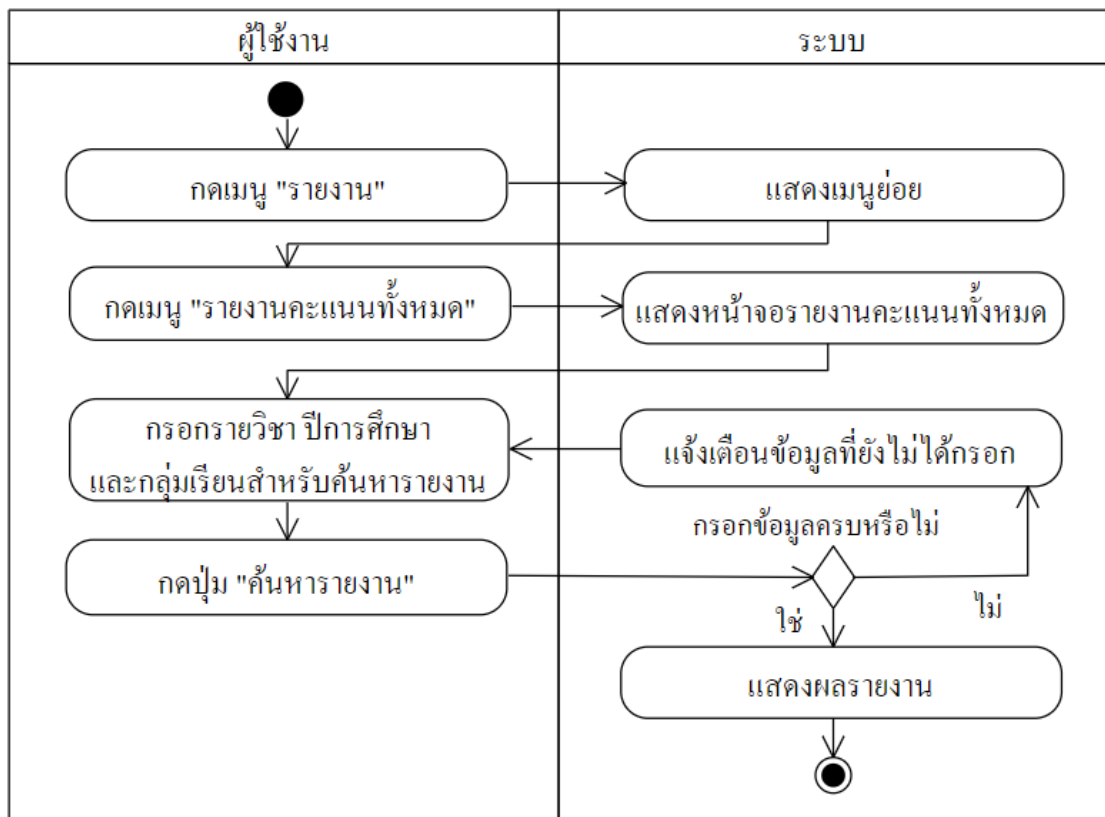 ผู้ใช้งาน
ระบบ
กดเมนู "รายงาน"
แสดงเมนูย่อย
กดเมนู "รายงานคะแนนทั้งหมด"
แสดงหน้าจอรายงานคะแนนทั้งหมด
กรอกรายวิชา ปีการศึกษา
และกลุ่มเรียนสำหรับค้นหารายงาน
แจ้งเตือนข้อมูลที่ยังไม่ได้กรอก
กรอกข้อมูลครบหรือไม่
กดปุ่ม "ค้นหารายงาน"
ใช่
ไม่
แสดงผลรายงาน